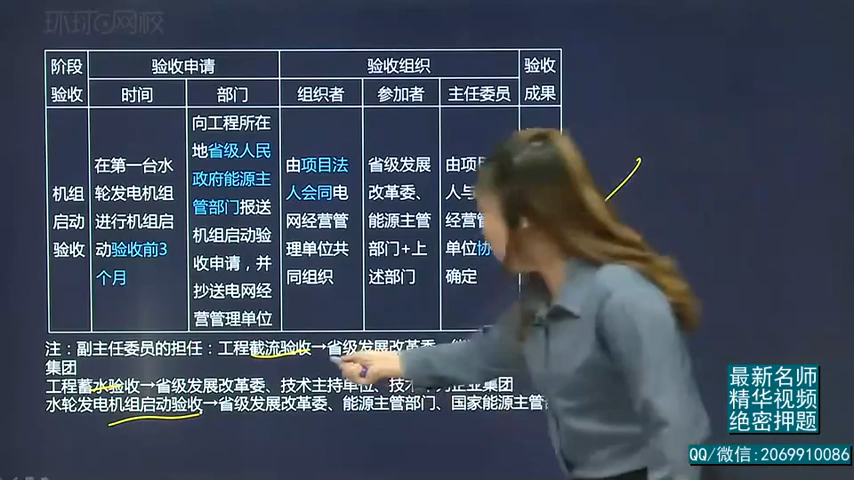 环球网校
阶段验收 验收申请 验收组织 验收成果
时间 部门 组织者 参加者 主任委员
机组启动验收
在第一台水轮发电机组进行机组启动验收前3个月
向工程所在地省级人民政府能源主管部门报送机组启动验收申请，并抄送电网经营管理单位
由项目法人会同电网经营管理单位共同组织
省级发展改革委、能源主管部门+上述部门
由项
人与
经营
单位协
确定
注：副主任委员的担任：工程截流验收→省级发展改革委、
集团
工程蓄水验收→省级发展改革委、技术主持单位、技术 企业集团
水轮发电机组启动验收→省级发展改革委、能源主管部门、国家能源主管
最新名师
精华视频
绝密押题
QQ/微信:2069910086